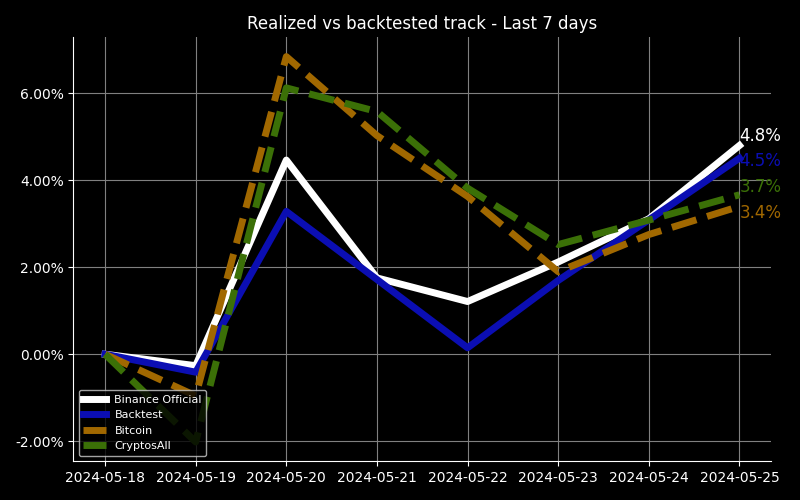 Realized vs backtested track - Last 7 days
6.00%
4.00%
2.00%
0.00%
-2.00%
4.8%
4.5%
3.7%
3.4%
Binance Official
Backtest
Bitcoin
CryptosAll
2024-05-18 2024-05-19 2024-05-20 2024-05-21 2024-05-22 2024-05-23 2024-05-24 2024-05-25